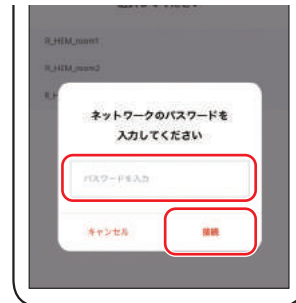 R_HEM_room1
R_HEM_room2
ネットワークのパスワードを
入力してください
パスワードを入力
キャンセル
接続